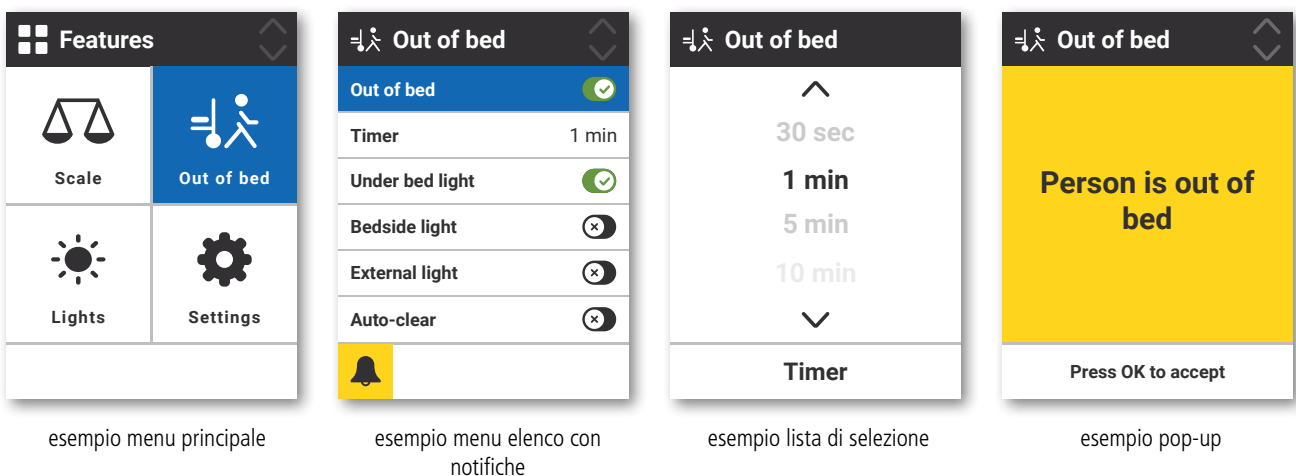 Features
Scale
Out of bed
Lights
Settings
esempio menu principale
Out of bed
Out of bed
Timer 1 min
Under bed light
Bedside light
External light
Auto-clear
esempio menu elenco con
notifiche
Out of bed
30 sec
1 min
5 min
10 min
Timer
esempio lista di selezione
Out of bed
Person is out of
bed
Press OK to accept
esempio pop-up